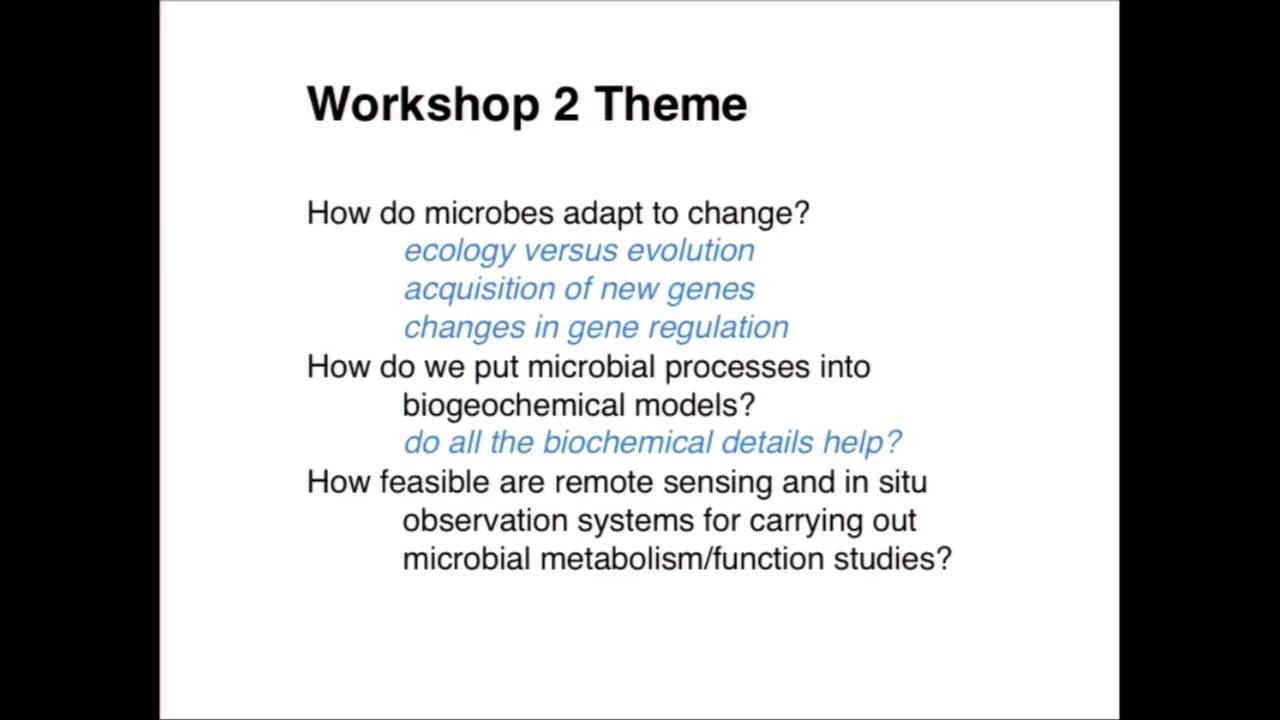 Workshop 2 Theme
How do microbes adapt to change?
ecology versus evolution
acquisition of new genes
changes in gene regulation
How do we put microbial processes into
biogeochemical models?
do all the biochemical details help?
How feasible are remote sensing and in situ
observation systems for carrying out
microbial metabolism/function studies?